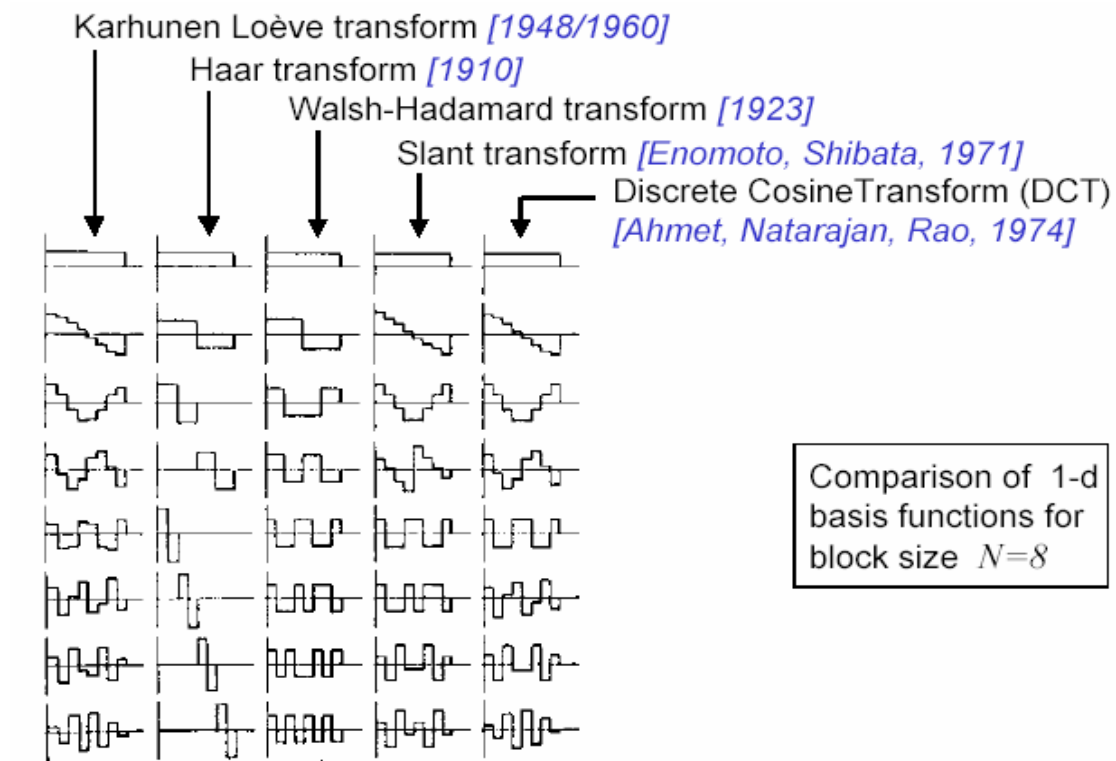 Karhunen Loève transform [1948/1960]
Haar transform [1910]
Walsh-Hadamard transform [1923]
Slant transform [Enomoto, Shibata, 1971]
Discrete CosineTransform (DCT)
[Ahmet, Natarajan, Rao, 1974]
Comparison of 1-d
basis functions for
block size N=8